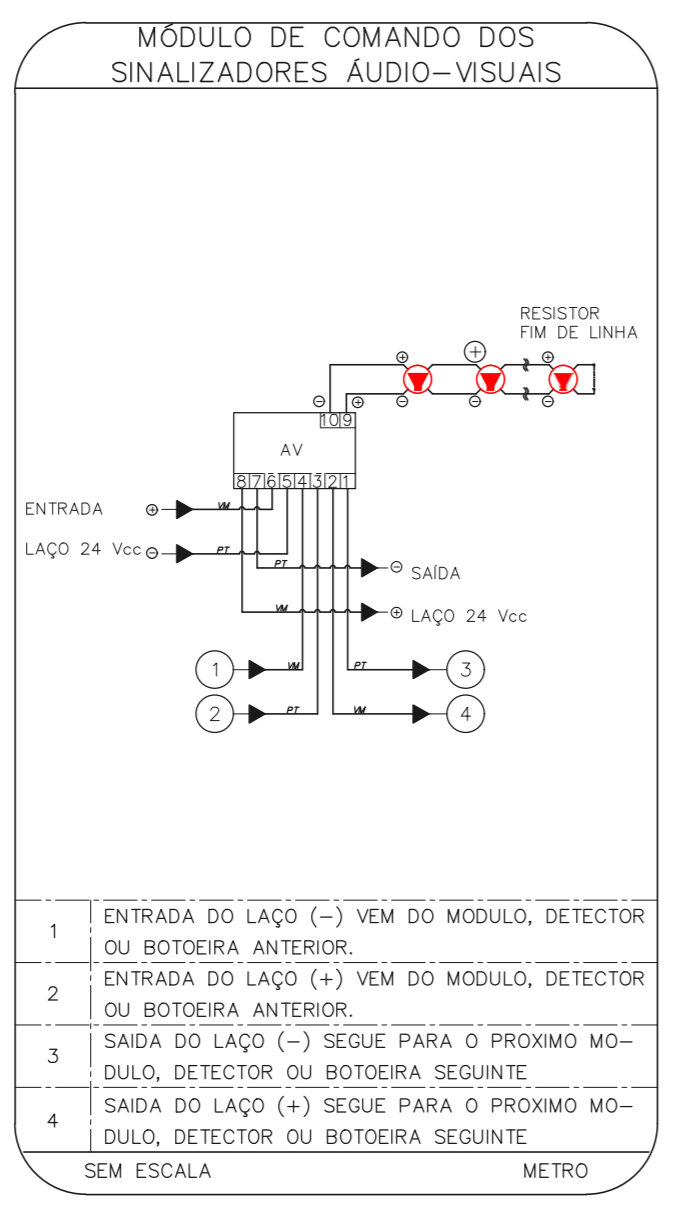 MÓDULO DE COMANDO DOS
SINALIZADORES ÁUDIO-VISUAIS
RESISTOR
FIM DE LINHA
⊕ ⊕ ⊕
⊖ ⊖ ⊖
⊖ ⊕
10 9
AV
8 7 6 5 4 3 2 1
ENTRADA ⊕ VM
LAÇO 24 Vcc ⊖ PT
PT ⊖ SAÍDA
VM ⊕ LAÇO 24 Vcc
1 VM PT 3
2 PT VM 4
1 ENTRADA DO LAÇO (-) VEM DO MODULO, DETECTOR
OU BOTOEIRA ANTERIOR.
2 ENTRADA DO LAÇO (+) VEM DO MODULO, DETECTOR
OU BOTOEIRA ANTERIOR.
3 SAIDA DO LAÇO (-) SEGUE PARA O PROXIMO MO-
DULO, DETECTOR OU BOTOEIRA SEGUINTE
4 SAIDA DO LAÇO (+) SEGUE PARA O PROXIMO MO-
DULO, DETECTOR OU BOTOEIRA SEGUINTE
SEM ESCALA METRO